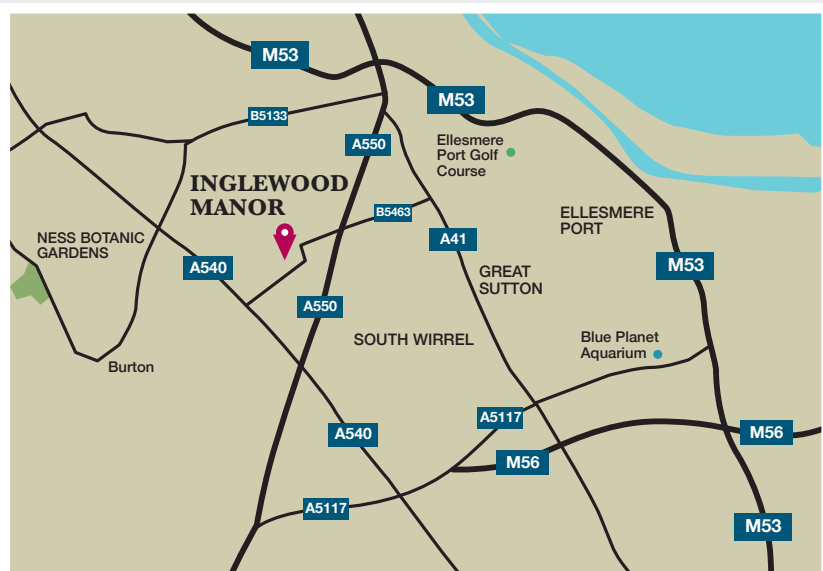 M53
M53
B5133
A550
Ellesmere
Port Golf
Course
INGLEWOOD
MANOR
B5463
ELLESMERE
PORT
NESS BOTANIC
GARDENS
A41
A540
M53
GREAT
SUTTON
A550
SOUTH WIRREL
Blue Planet
Aquarium
Burton
A5117
A540
M56
M56
A5117
M53